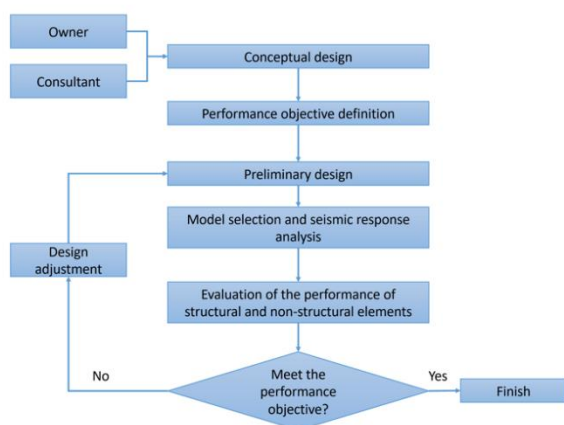 Owner
Consultant
Conceptual design
Performance objective definition
Preliminary design
Model selection and seismic response
analysis
Design
adjustment
Evaluation of the performance of
structural and non-structural elements
No
Meet the
performance
objective?
Yes
Finish